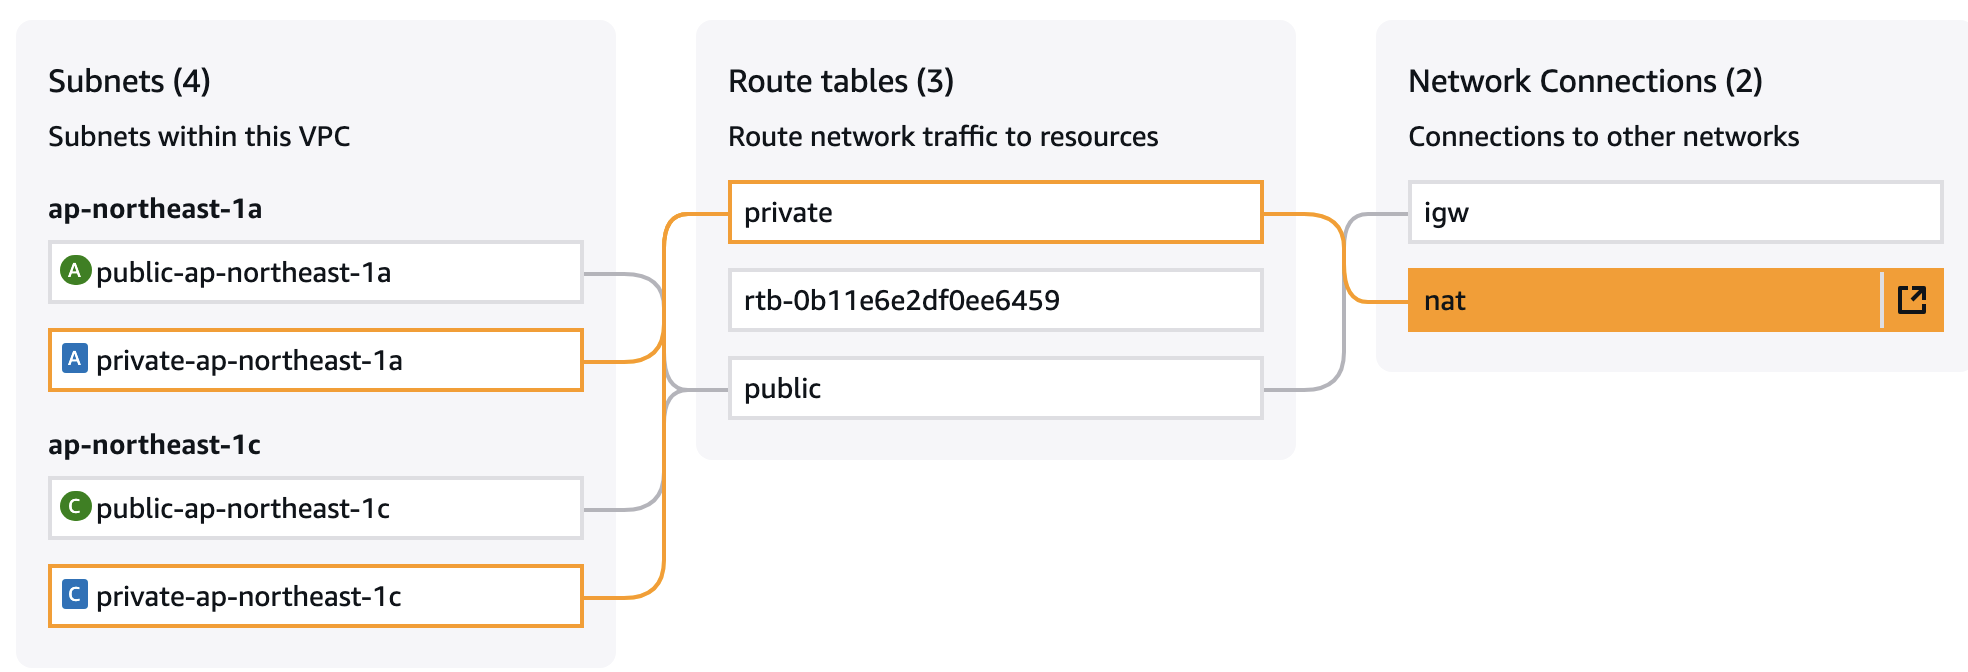 Subnets (4)
Subnets within this VPC
ap-northeast-1a
A public-ap-northeast-1a
A private-ap-northeast-1a
ap-northeast-1c
C public-ap-northeast-1c
C private-ap-northeast-1c
Route tables (3)
Route network traffic to resources
private
rtb-0b11e6e2df0ee6459
public
Network Connections (2)
Connections to other networks
igw
nat